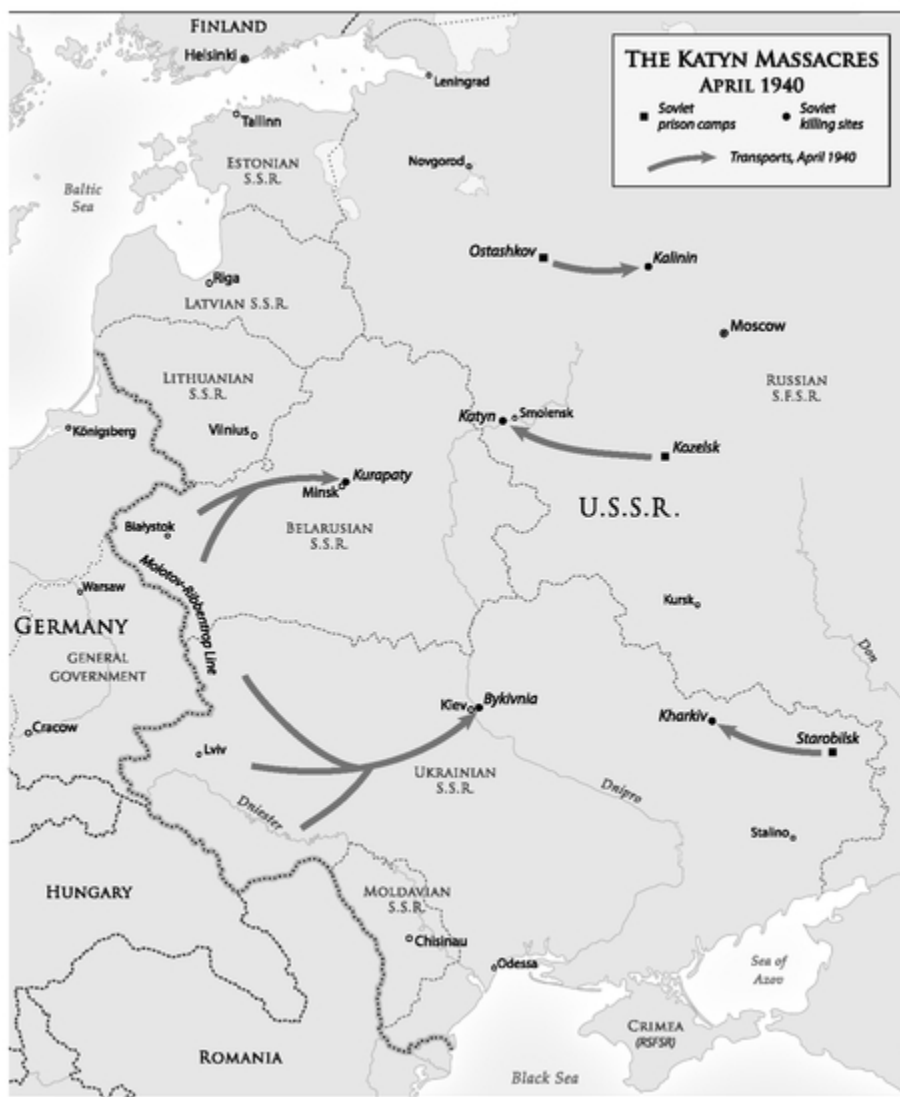 FINLAND
Helsinki
Leningrad
THE KATYN MASSACRES
APRIL 1940
Soviet
prison camps
Soviet
killing sites
Transports, April 1940
Tallinn
ESTONIAN
S.S.R.
Novgorod
Baltic
Sea
Ostashkov
Kalinin
Riga
LATVIAN S.S.R.
Moscow
LITHUANIAN
S.S.R.
RUSSIAN
S.F.S.R.
Königsberg
Vilnius
Katyn
Smolensk
Kozelsk
Kurapaty
Minsk
U.S.S.R.
Białystok
BELARUSIAN
S.S.R.
Molotov-Ribbentrop Line
Warsaw
Kursk
GERMANY
GENERAL
GOVERNMENT
Don
Cracow
Kiev
Bykivnia
Kharkiv
Starobilsk
Lviv
UKRAINIAN
S.S.R.
Dniester
Dnipro
Stalino
HUNGARY
MOLDAVIAN
S.S.R.
Chisinau
Odessa
Sea of
Azov
CRIMEA
(RSFSR)
ROMANIA
Black Sea